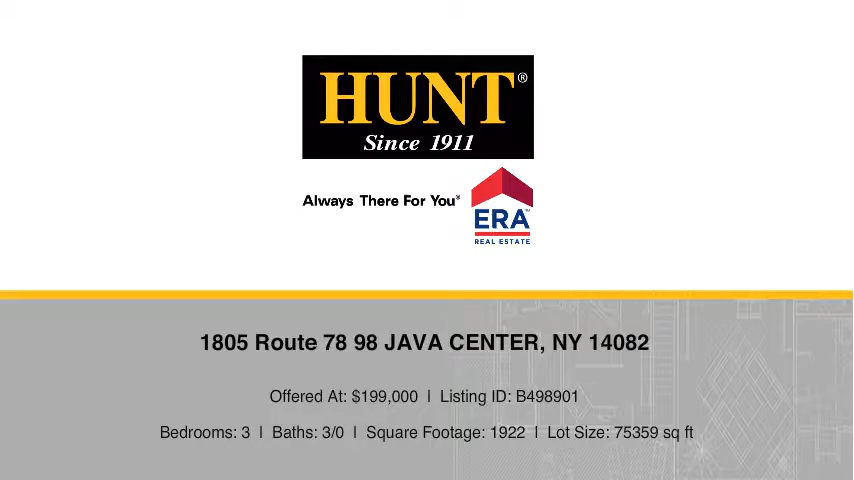 HUNT®
Since 1911
Always There For You®
ERA™
REAL ESTATE
1805 Route 78 98 JAVA CENTER, NY 14082
Offered At: $199,000 | Listing ID: B498901
Bedrooms: 3 | Baths: 3/0 | Square Footage: 1922 | Lot Size: 75359 sq ft